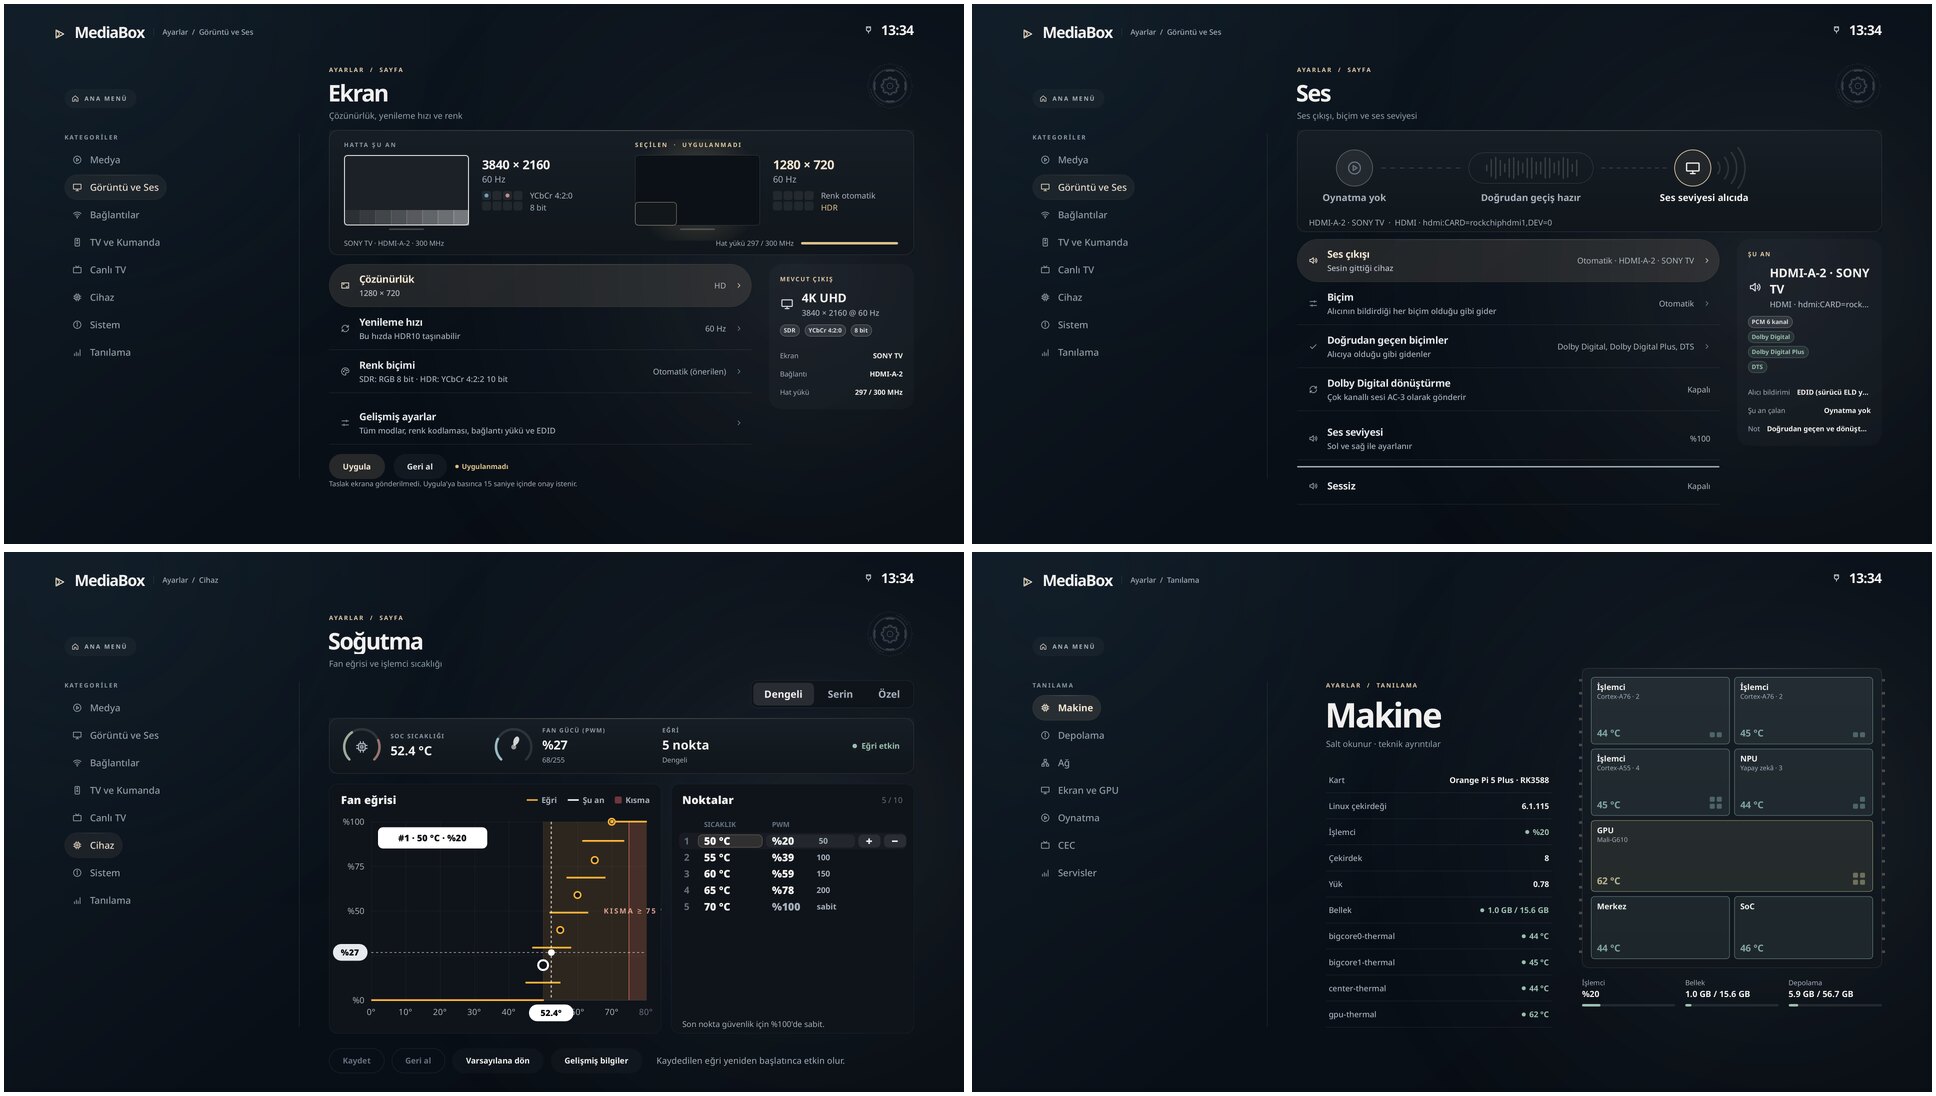 MediaBox Ayarlar / Görüntü ve Ses 13:34
ANA MENÜ
KATEGORİLER
Medya
Görüntü ve Ses
Bağlantılar
TV ve Kumanda
Canlı TV
Cihaz
Sistem
Tanılama
AYARLAR / SAYFA
Ekran
Çözünürlük, yenileme hızı ve renk
HATTA ŞU AN
3840 × 2160
60 Hz
YCbCr 4:2:0
8 bit
SONY TV · HDMI-A-2 · 300 MHz
SEÇİLEN · UYGULANMADI
1280 × 720
60 Hz
Renk otomatik
HDR
Hat yükü 297 / 300 MHz
Çözünürlük
1280 × 720
HD
Yenileme hızı
Bu hızda HDR10 taşınabilir
60 Hz
Renk biçimi
SDR: RGB 8 bit · HDR: YCbCr 4:2:2 10 bit
Otomatik (önerilen)
Gelişmiş ayarlar
Tüm modlar, renk kodlaması, bağlantı yükü ve EDID
Uygula Geri al Uygulanmadı
Taslak ekrana gönderilmedi. Uygula'ya basınca 15 saniye içinde onay istenir.
MEVCUT ÇIKIŞ
4K UHD
3840 × 2160 @ 60 Hz
SDR YCbCr 4:2:0 8 bit
Ekran SONY TV
Bağlantı HDMI-A-2
Hat yükü 297 / 300 MHz
MediaBox Ayarlar / Görüntü ve Ses 13:34
ANA MENÜ
KATEGORİLER
Medya
Görüntü ve Ses
Bağlantılar
TV ve Kumanda
Canlı TV
Cihaz
Sistem
Tanılama
AYARLAR / SAYFA
Ses
Ses çıkışı, biçim ve ses seviyesi
Oynatma yok Doğrudan geçiş hazır Ses seviyesi alıcıda
HDMI-A-2 · SONY TV · HDMI · hdmi:CARD=rockchiphdmi1,DEV=0
Ses çıkışı
Sesin gittiği cihaz
Otomatik · HDMI-A-2 · SONY TV
Biçim
Alıcının bildirdiği her biçim olduğu gibi gider
Otomatik
Doğrudan geçen biçimler
Alıcıya olduğu gibi gidenler
Dolby Digital, Dolby Digital Plus, DTS
Dolby Digital dönüştürme
Çok kanallı sesi AC-3 olarak gönderir
Kapalı
Ses seviyesi
Sol ve sağ ile ayarlanır
%100
Sessiz
Kapalı
ŞU AN
HDMI-A-2 · SONY
TV
HDMI · hdmi:CARD=rock...
PCM 6 kanal
Dolby Digital
Dolby Digital Plus
DTS
Alıcı bildirimi EDID (sürücü ELD y...
Şu an çalan Oynatma yok
Not Doğrudan geçen ve dönüşt...
MediaBox Ayarlar / Cihaz 13:34
ANA MENÜ
KATEGORİLER
Medya
Görüntü ve Ses
Bağlantılar
TV ve Kumanda
Canlı TV
Cihaz
Sistem
Tanılama
AYARLAR / SAYFA
Soğutma
Fan eğrisi ve işlemci sıcaklığı
Dengeli Serin Özel
SOC SICAKLIĞI
52.4 °C
FAN GÜCÜ (PWM)
%27
68/255
EĞRİ
5 nokta
Dengeli
Eğri etkin
Fan eğrisi Eğri Şu an Kısma
%100
#1 · 50 °C · %20
%75
%50
KISMA ≥ 75
%27
%0
0° 10° 20° 30° 40° 52.4° 60° 70° 80°
Noktalar 5 / 10
SICAKLIK PWM
1 50 °C %20 50 + −
2 55 °C %39 100
3 60 °C %59 150
4 65 °C %78 200
5 70 °C %100 sabit
Son nokta güvenlik için %100'de sabit.
Kaydet Geri al Varsayılana dön Gelişmiş bilgiler Kaydedilen eğri yeniden başlatınca etkin olur.
MediaBox Ayarlar / Tanılama 13:34
ANA MENÜ
TANILAMA
Makine
Depolama
Ağ
Ekran ve GPU
Oynatma
CEC
Servisler
AYARLAR / TANILAMA
Makine
Salt okunur · teknik ayrıntılar
Kart Orange Pi 5 Plus · RK3588
Linux çekirdeği 6.1.115
İşlemci %20
Çekirdek 8
Yük 0.78
Bellek 1.0 GB / 15.6 GB
bigcore0-thermal 44 °C
bigcore1-thermal 45 °C
center-thermal 44 °C
gpu-thermal 62 °C
İşlemci
Cortex-A76 · 2
44 °C
İşlemci
Cortex-A76 · 2
45 °C
İşlemci
Cortex-A55 · 4
45 °C
NPU
Yapay zekâ · 3
44 °C
GPU
Mali-G610
62 °C
Merkez
44 °C
SoC
46 °C
İşlemci
%20
Bellek
1.0 GB / 15.6 GB
Depolama
5.9 GB / 56.7 GB